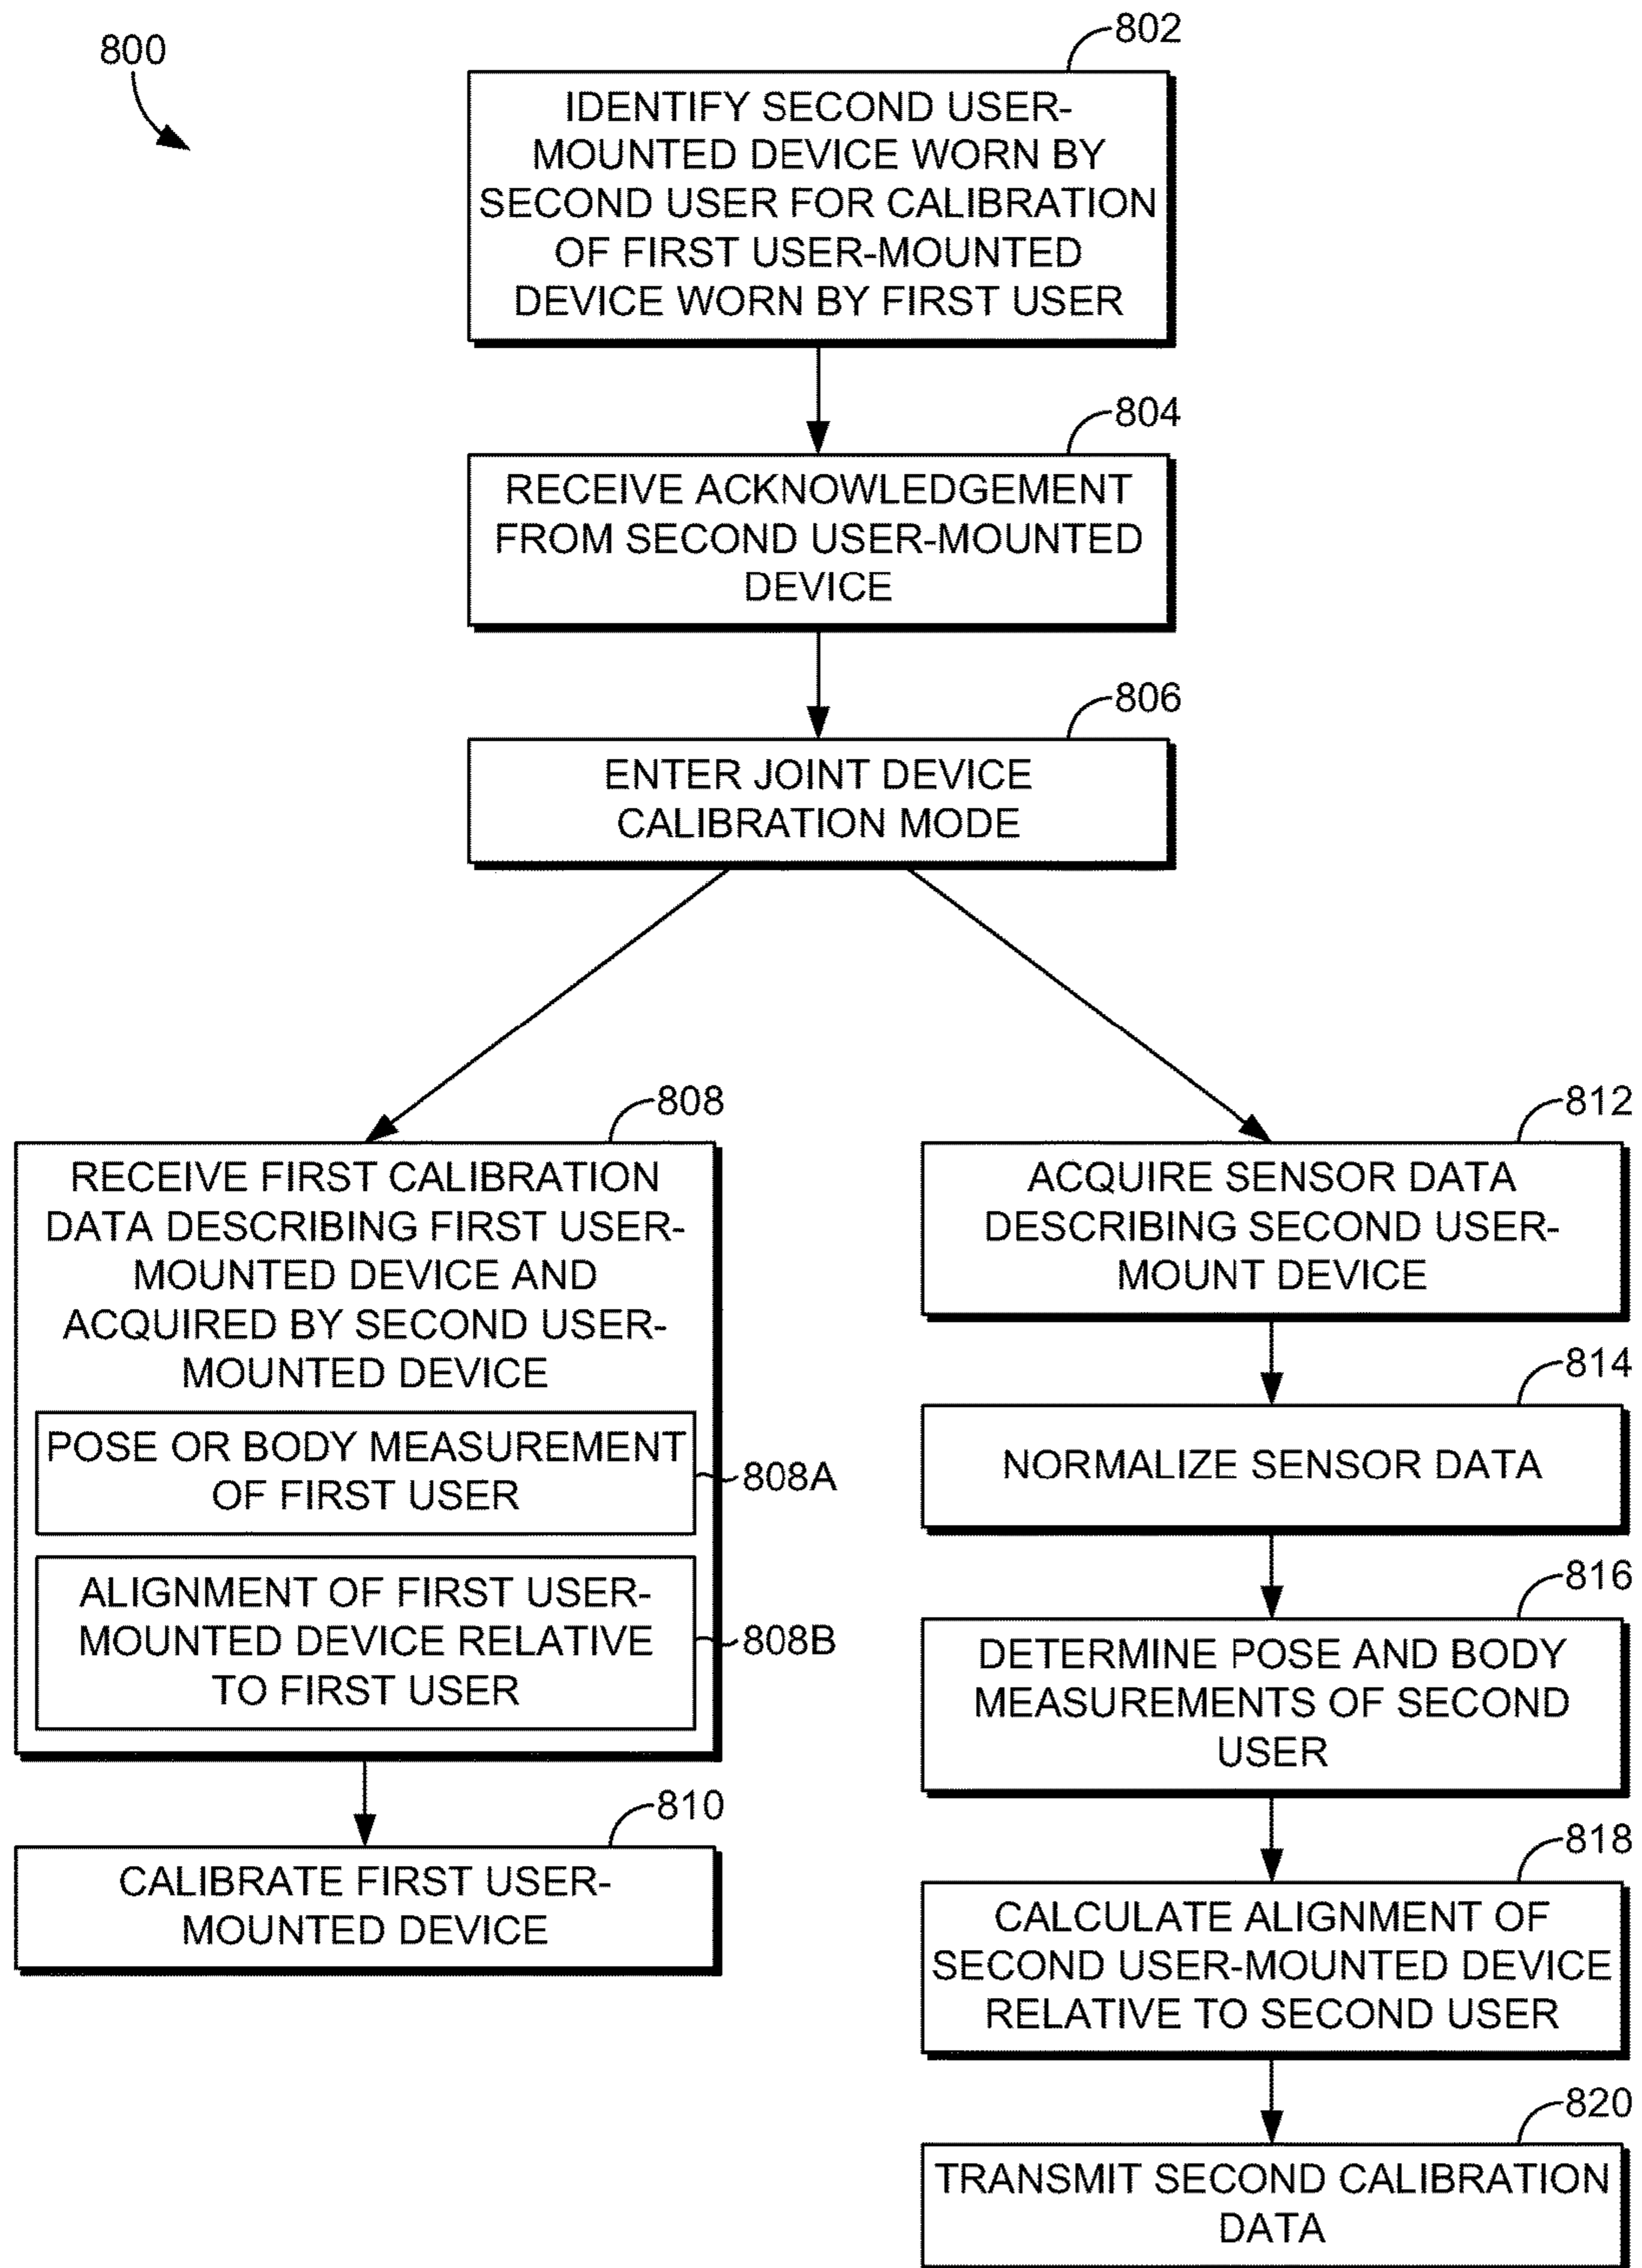 800
802
IDENTIFY SECOND USER-
MOUNTED DEVICE WORN BY
SECOND USER FOR CALIBRATION
OF FIRST USER-MOUNTED
DEVICE WORN BY FIRST USER
804
RECEIVE ACKNOWLEDGEMENT
FROM SECOND USER-MOUNTED
DEVICE
806
ENTER JOINT DEVICE
CALIBRATION MODE
808
RECEIVE FIRST CALIBRATION
DATA DESCRIBING FIRST USER-
MOUNTED DEVICE AND
ACQUIRED BY SECOND USER-
MOUNTED DEVICE
POSE OR BODY MEASUREMENT
OF FIRST USER
808A
ALIGNMENT OF FIRST USER-
MOUNTED DEVICE RELATIVE
TO FIRST USER
808B
810
CALIBRATE FIRST USER-
MOUNTED DEVICE
812
ACQUIRE SENSOR DATA
DESCRIBING SECOND USER-
MOUNT DEVICE
814
NORMALIZE SENSOR DATA
816
DETERMINE POSE AND BODY
MEASUREMENTS OF SECOND
USER
818
CALCULATE ALIGNMENT OF
SECOND USER-MOUNTED DEVICE
RELATIVE TO SECOND USER
820
TRANSMIT SECOND CALIBRATION
DATA